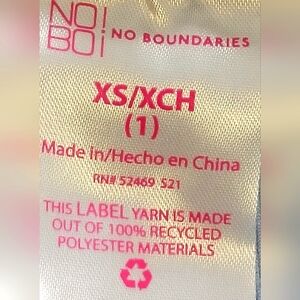 NO!
BO!
NO BOUNDARIES
XS/XCH
(1)
Made in/Hecho en China
RN# 52469 S21
THIS LABEL YARN IS MADE
OUT OF 100% RECYCLED
POLYESTER MATERIALS